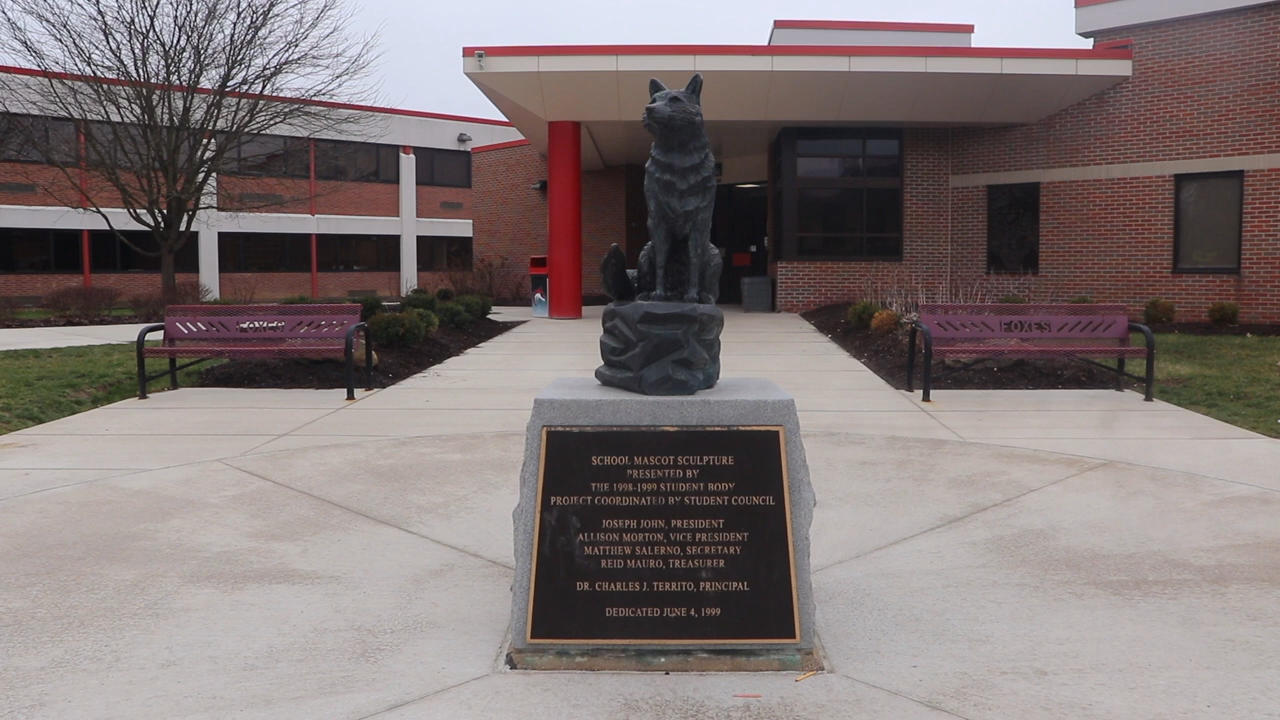 FOXES
FOXES
SCHOOL MASCOT SCULPTURE
PRESENTED BY
THE 1998-1999 STUDENT BODY
PROJECT COORDINATED BY STUDENT COUNCIL
JOSEPH JOHN, PRESIDENT
ALLISON MORTON, VICE PRESIDENT
MATTHEW SALERNO, SECRETARY
REID MAURO, TREASURER
DR. CHARLES J. TERRITO, PRINCIPAL
DEDICATED JUNE 4, 1999